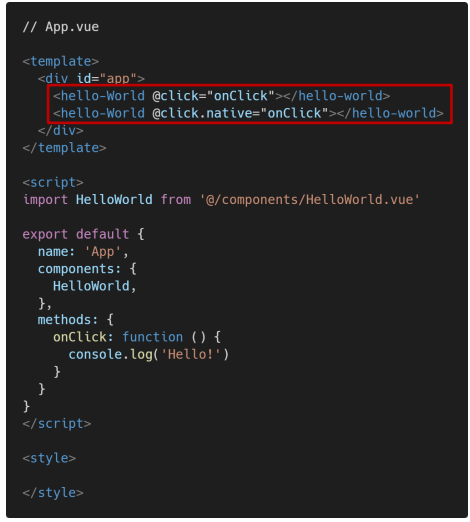 // App.vue
<template>
<div id="app">
<hello-World @click="onClick"></hello-world>
<hello-World @click.native="onClick"></hello-world>
</div>
</template>
<script>
import HelloWorld from '@/components/HelloWorld.vue'
export default {
name: 'App',
components: {
HelloWorld,
},
methods: {
onClick: function () {
console.log('Hello!')
}
}
}
</script>
<style>
</style>